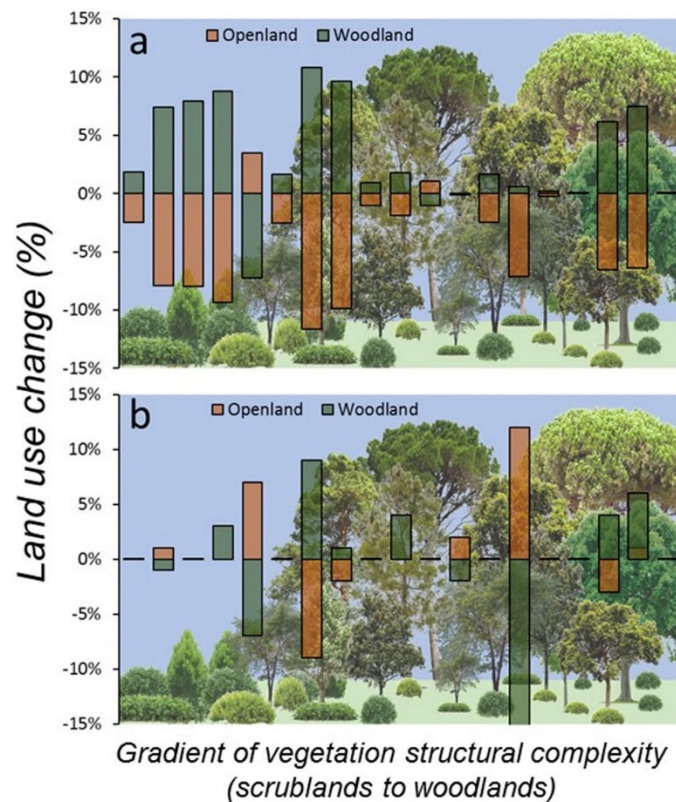 15%
a
Openland
Woodland
10%
5%
0%
-5%
-10%
-15%
Land use change (%)
15%
b
Openland
Woodland
10%
5%
0%
-5%
-10%
-15%
Gradient of vegetation structural complexity
(scrublands to woodlands)